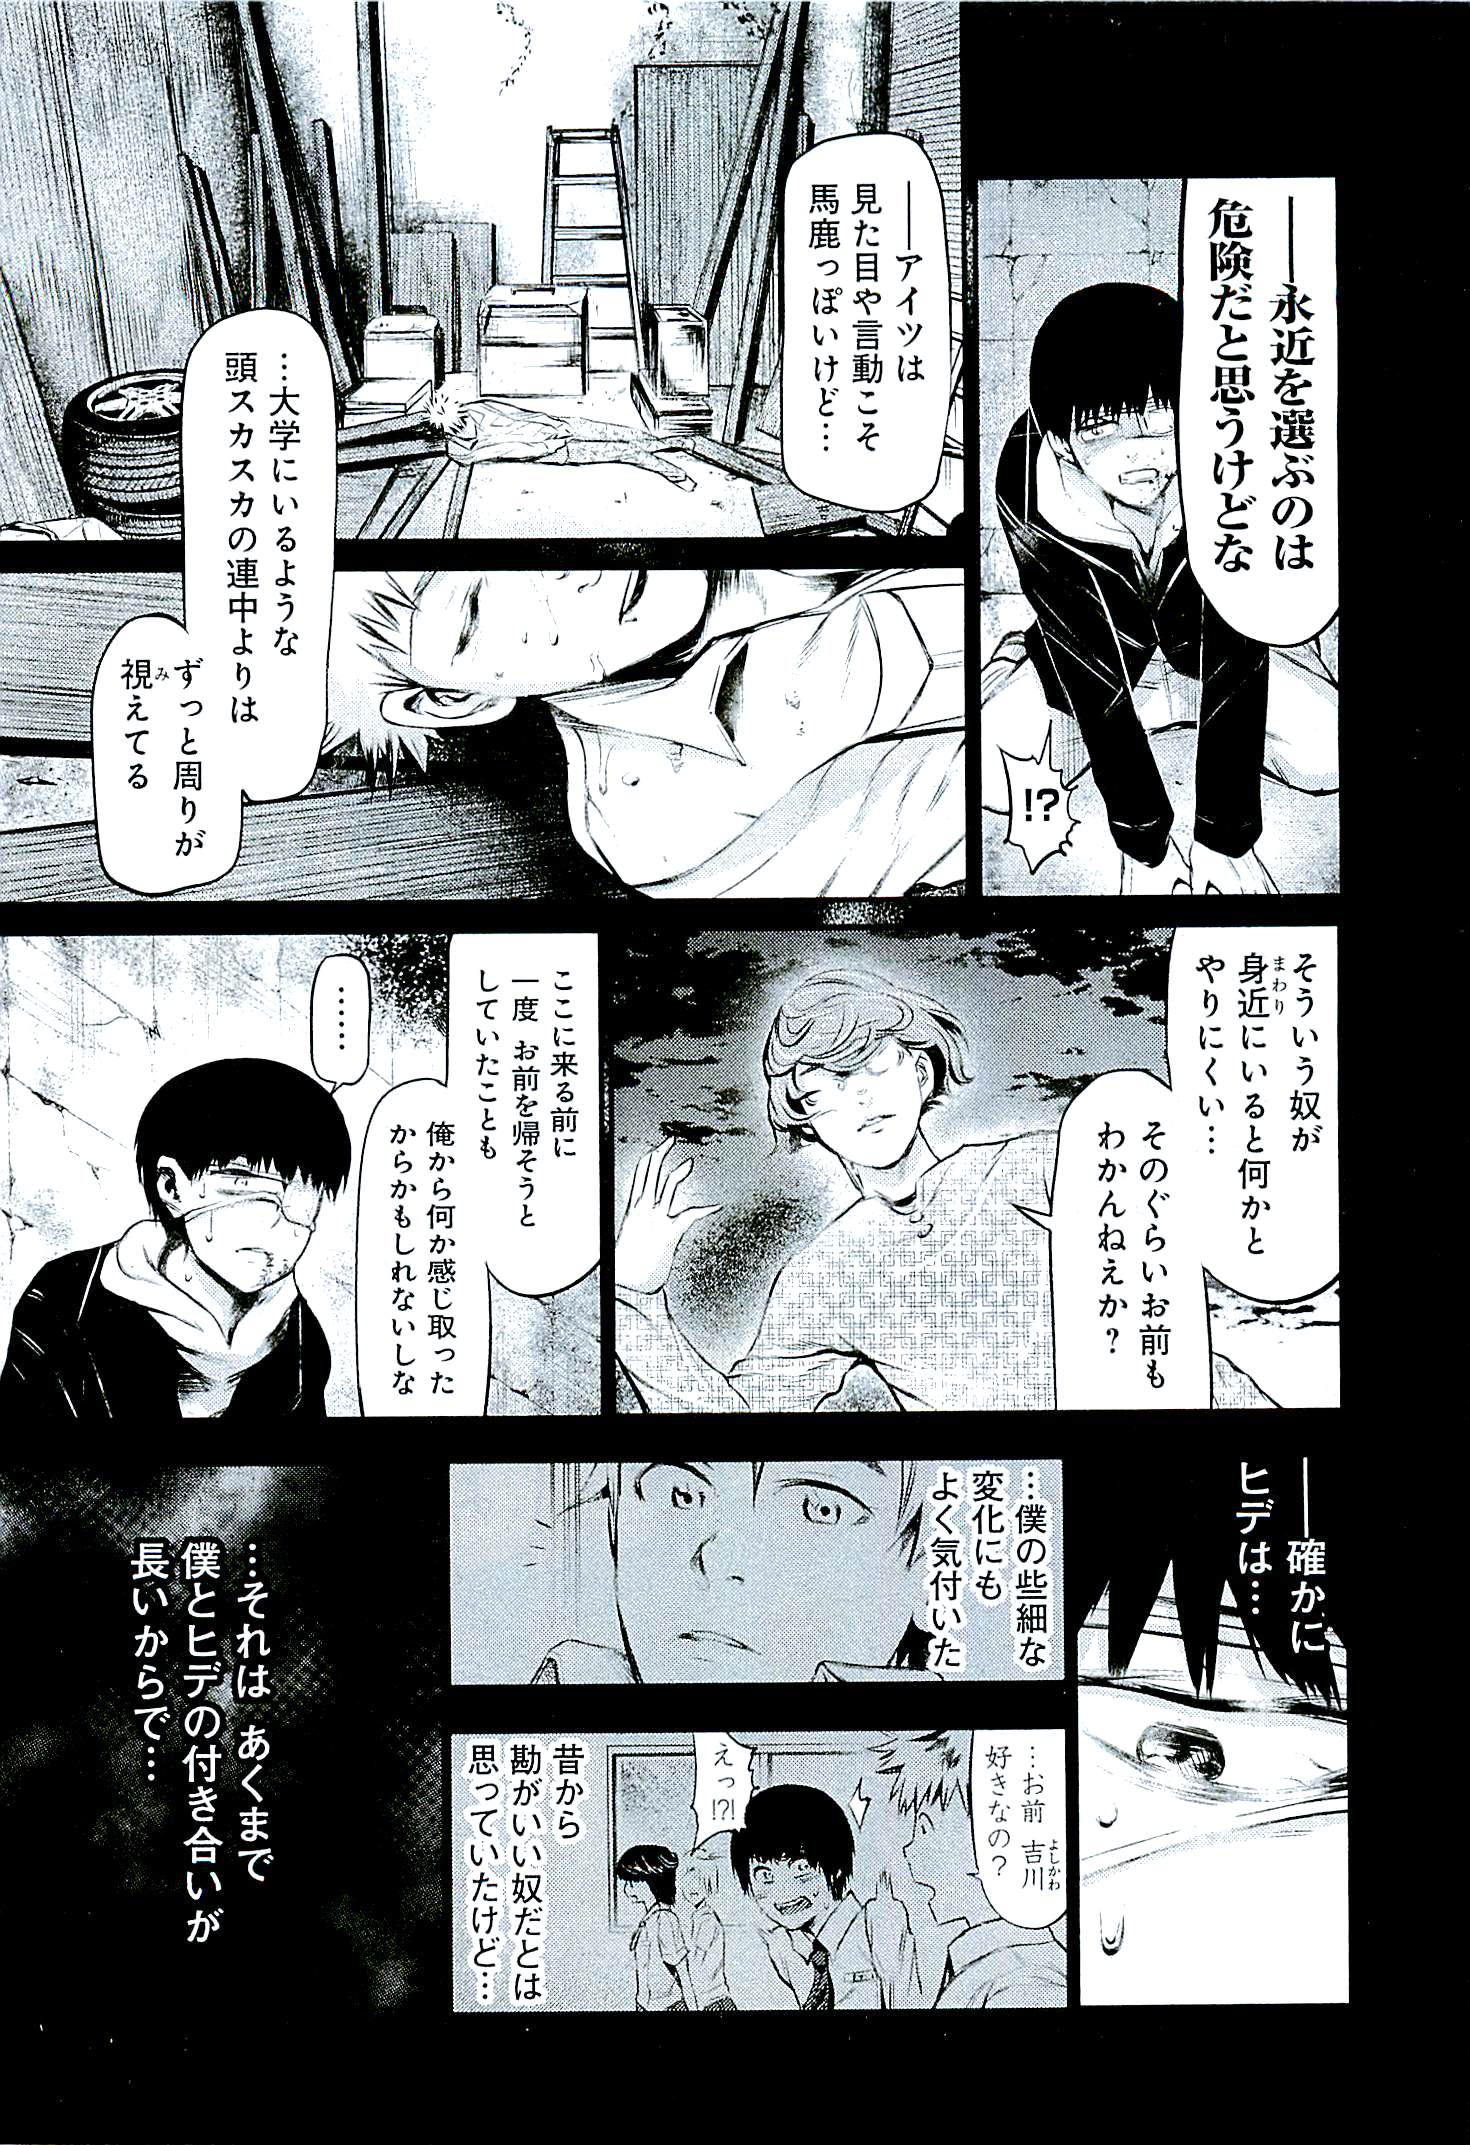 ――永近を選ぶのは
危険だと思うけどな
!?
――アイツは
見た目や言動こそ
馬鹿っぽいけど…
…大学にいるような
頭スカスカの連中よりは
ずっと周りが
視えてる
み
そういう奴が
身近にいると何かと
まわり
やりにくい…
そのぐらいお前も
わかんねえか?
ここに来る前に
一度 お前を帰そうと
していたことも
俺から何か感じ取った
からかもしれないしな
……
――確かに
ヒデは…
…僕の些細な
変化にも
よく気付いた
…お前 吉川
よしかわ
好きなの?
えっ!?!
昔から
勘がいい奴だとは
思っていたけど…
…それは あくまで
僕とヒデの付き合いが
長いからで…